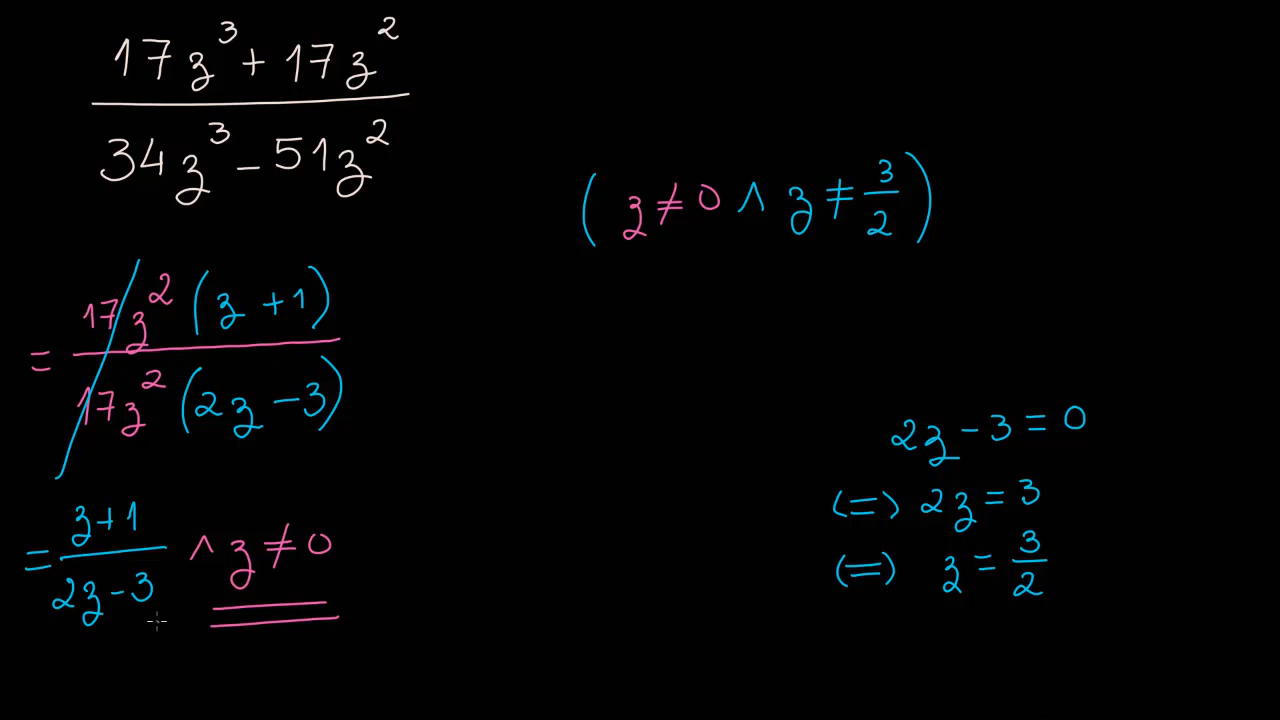 17z³ + 17z²
34z³ - 51z²
( z ≠ 0 ∧ z ≠ 3/2 )
= 17z² (z + 1)
17z² (2z - 3)
= z+1 / 2z - 3 ∧ z ≠ 0
2z - 3 = 0
⟨=⟩ 2z = 3
⟨=⟩ z = 3/2